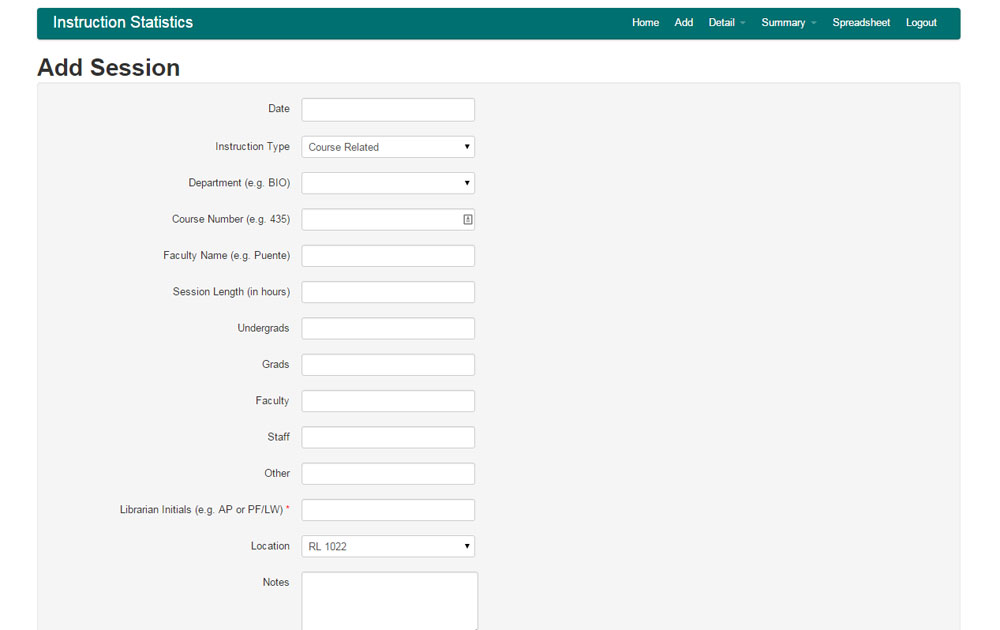 Instruction Statistics Home Add Detail Summary Spreadsheet Logout
Add Session
Date
Instruction Type Course Related
Department (e.g. BIO)
Course Number (e.g. 435)
Faculty Name (e.g. Puente)
Session Length (in hours)
Undergrads
Grads
Faculty
Staff
Other
Librarian Initials (e.g. AP or PF/LW) *
Location RL 1022
Notes